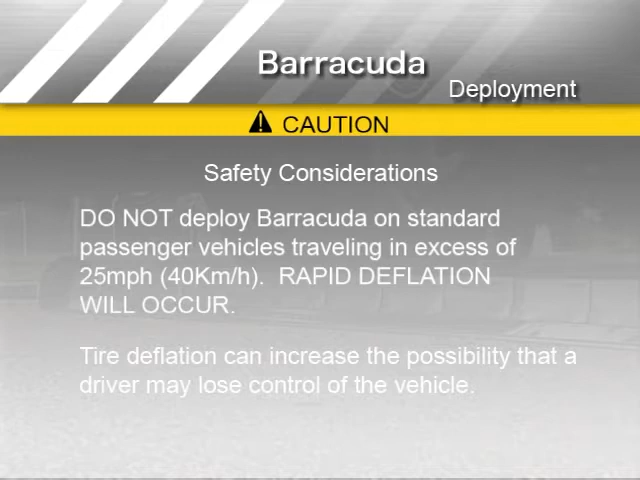 Barracuda
Deployment
CAUTION
Safety Considerations
DO NOT deploy Barracuda on standard
passenger vehicles traveling in excess of
25mph (40Km/h).  RAPID DEFLATION
WILL OCCUR.
Tire deflation can increase the possibility that a
driver may lose control of the vehicle.